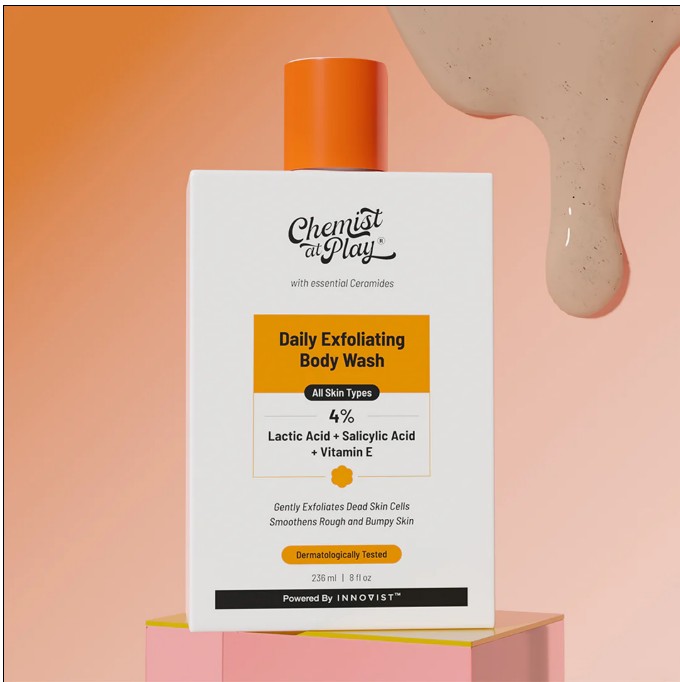 Chemist
at Play®
with essential Ceramides
Daily Exfoliating
Body Wash
All Skin Types
4%
Lactic Acid + Salicylic Acid
+ Vitamin E
Gently Exfoliates Dead Skin Cells
Smoothens Rough and Bumpy Skin
Dermatologically Tested
236 ml | 8 fl oz
Powered By INNOVIST™